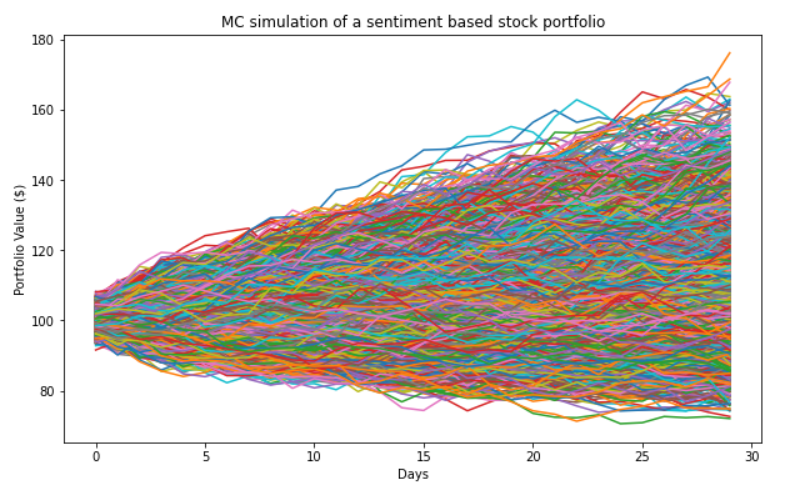 MC simulation of a sentiment based stock portfolio
180
160
140
120
100
80
Portfolio Value ($)
0 5 10 15 20 25 30
Days